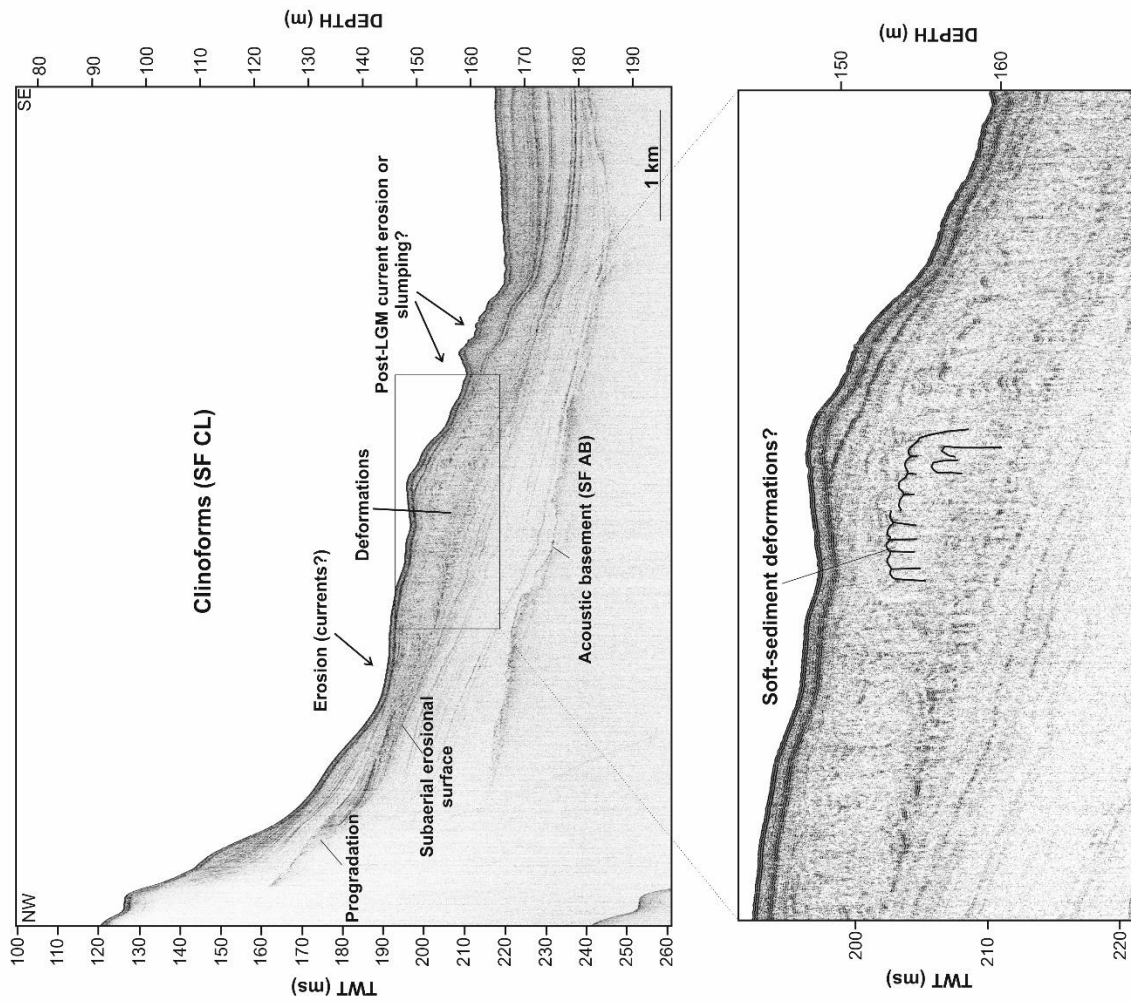 NW
SE
Clinoforms (SF CL)
TWT (ms)
100
110
120
130
140
150
160
170
180
190
200
210
220
230
240
250
260
DEPTH
(m)
80
90
100
110
120
130
140
150
160
170
180
190
Erosion (currents?)
Post-LGM current erosion or
slumping?
Deformations
Progradation
Subaerial erosional
surface
Acoustic basement (SF AB)
1 km
TWT (ms)
200
210
220
DEPTH
(m)
150
160
Soft-sediment deformations?